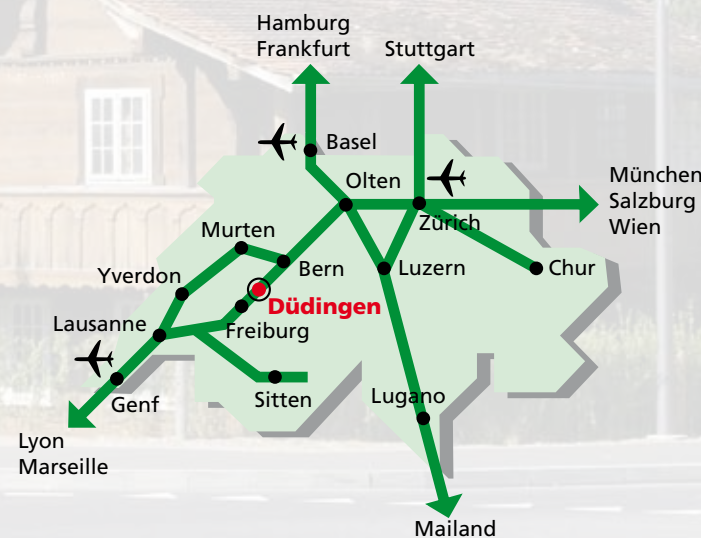 Hamburg
Frankfurt
Stuttgart
Basel
Olten
München
Salzburg
Wien
Zürich
Murten
Bern
Luzern
Chur
Yverdon
Düdingen
Lausanne
Freiburg
Genf
Sitten
Lugano
Lyon
Marseille
Mailand